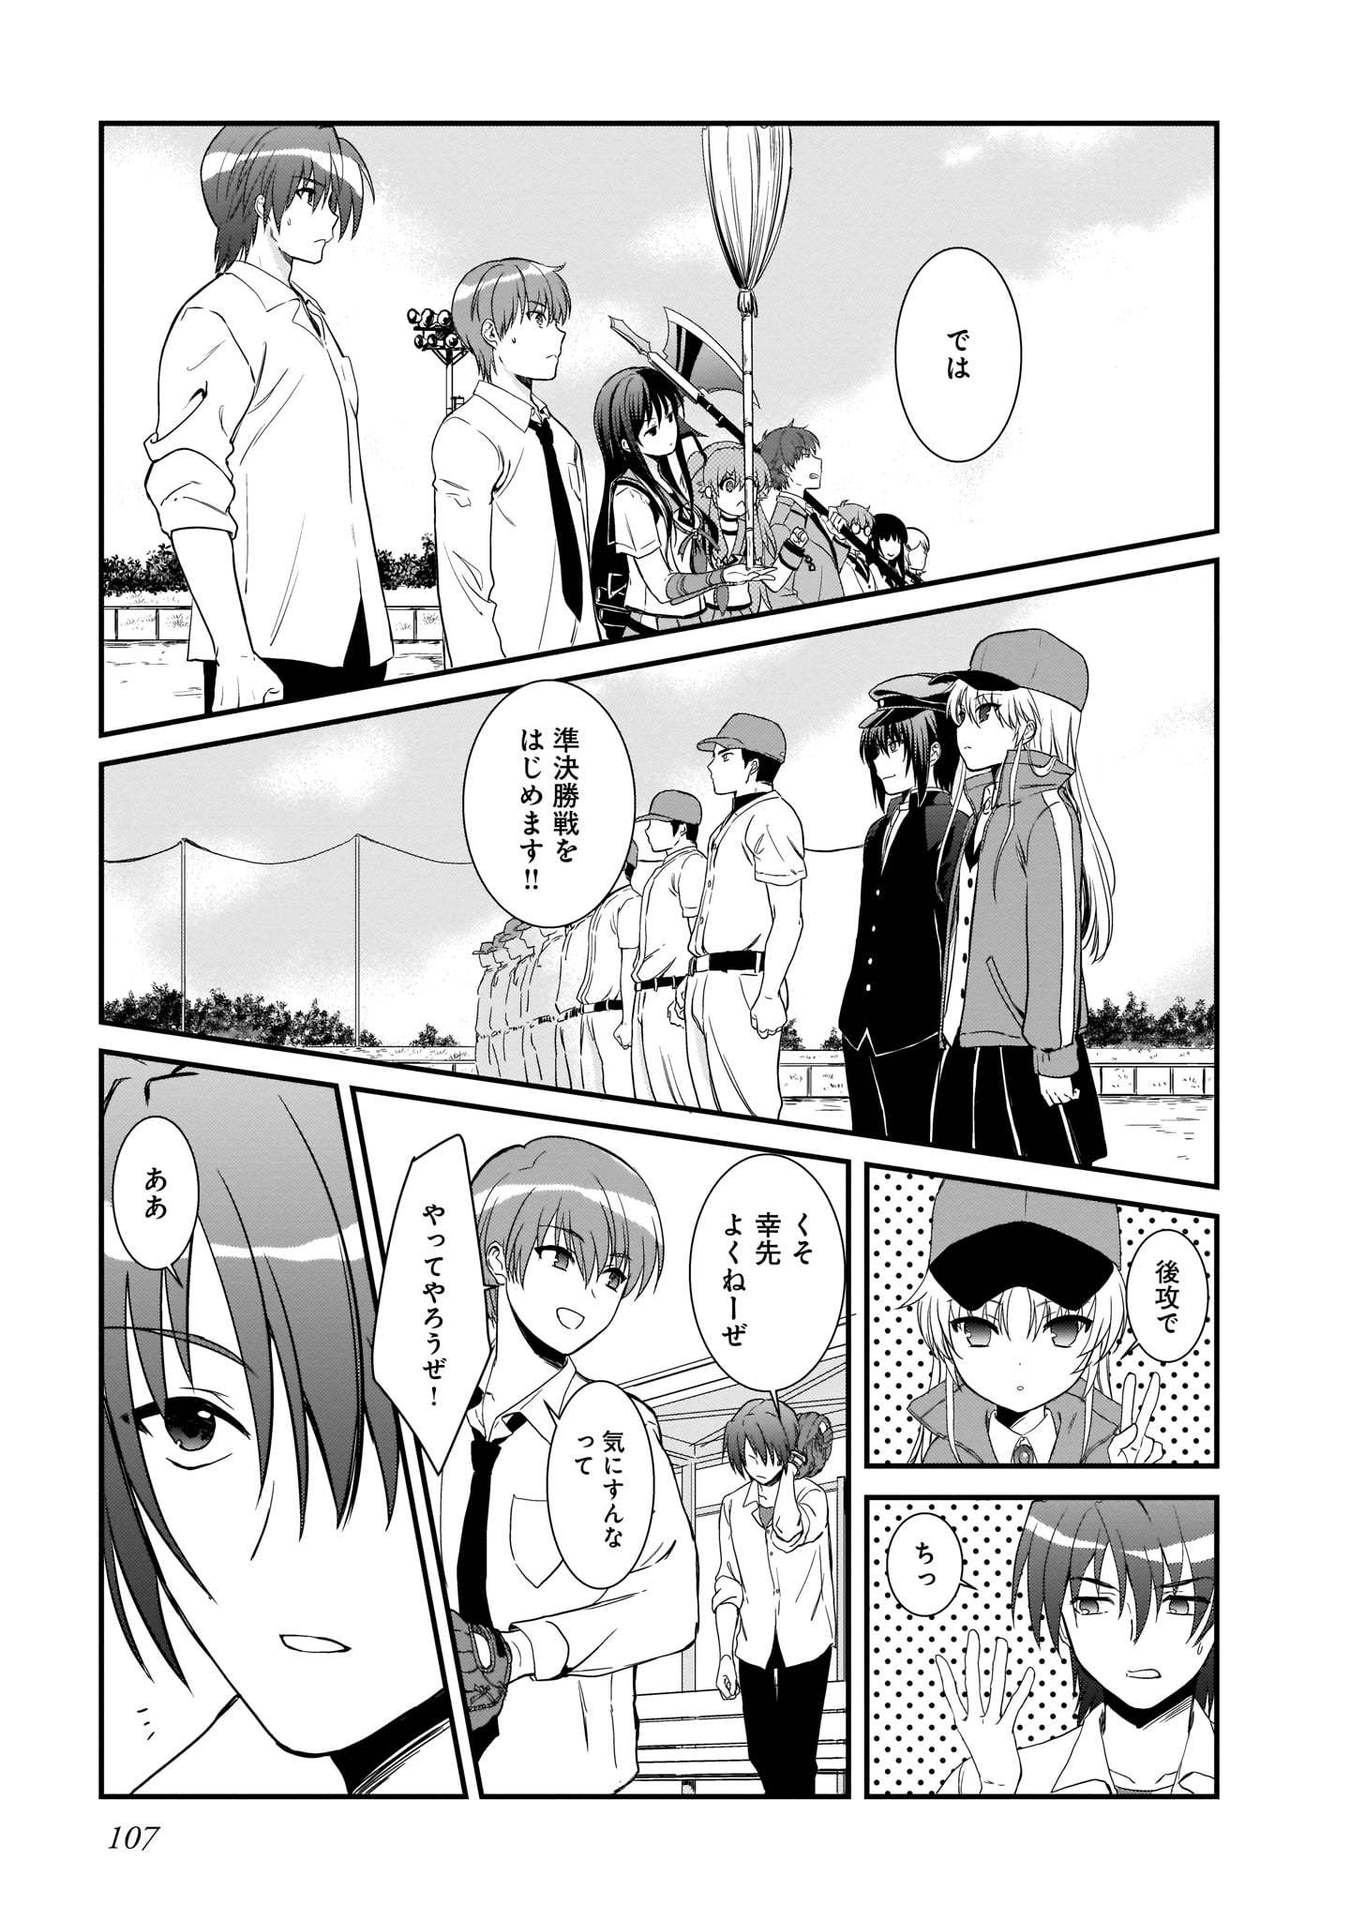 では
準決勝戦を
はじめます!!
後攻で
ちっ
くそ
幸先
よくねーぜ
気にすんな
って
やってやろうぜ！
ああ
107